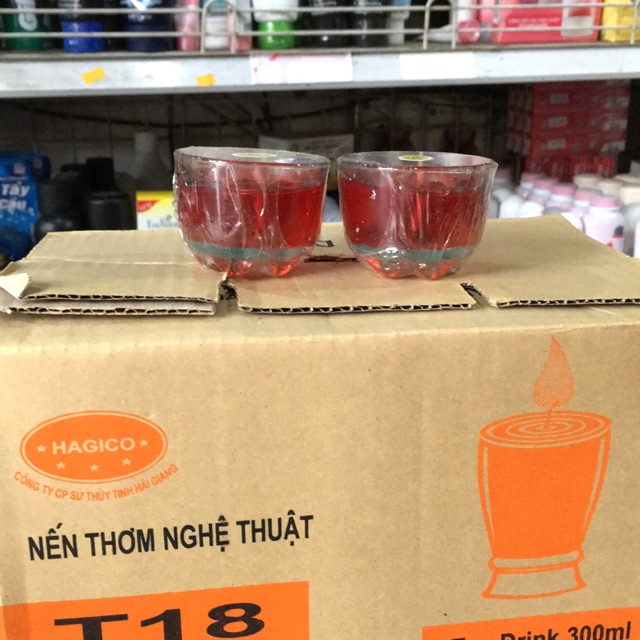 Tẩy
HAGICO
CÔNG TY CP SỨ THỦY TINH HẢI GIANG
NẾN THƠM NGHỆ THUẬT
T18
Drink 300ml